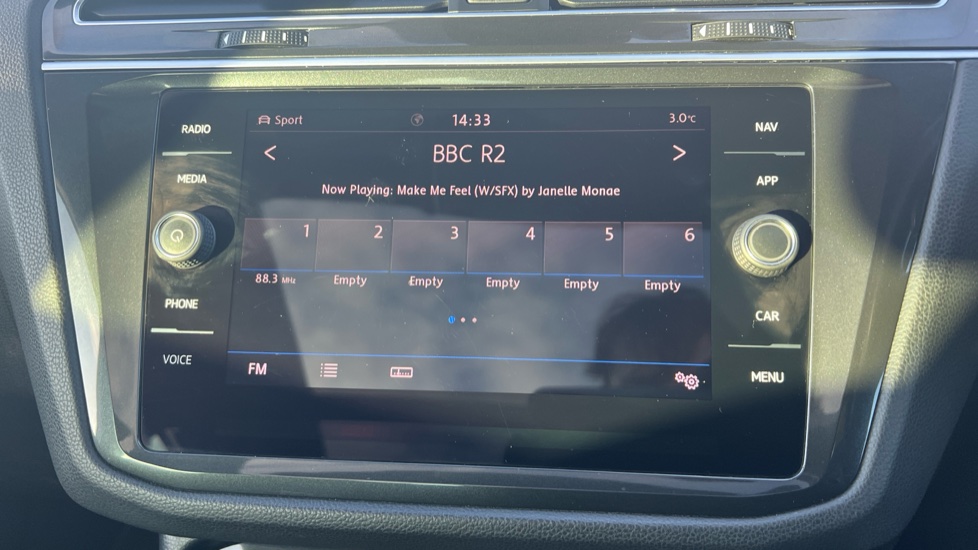 Sport 14:33 3.0°C
RADIO
MEDIA
PHONE
VOICE
< BBC R2 >
Now Playing: Make Me Feel (W/SFX) by Janelle Monae
1 2 3 4 5 6
88.3 MHz Empty Empty Empty Empty Empty
FM
NAV
APP
CAR
MENU